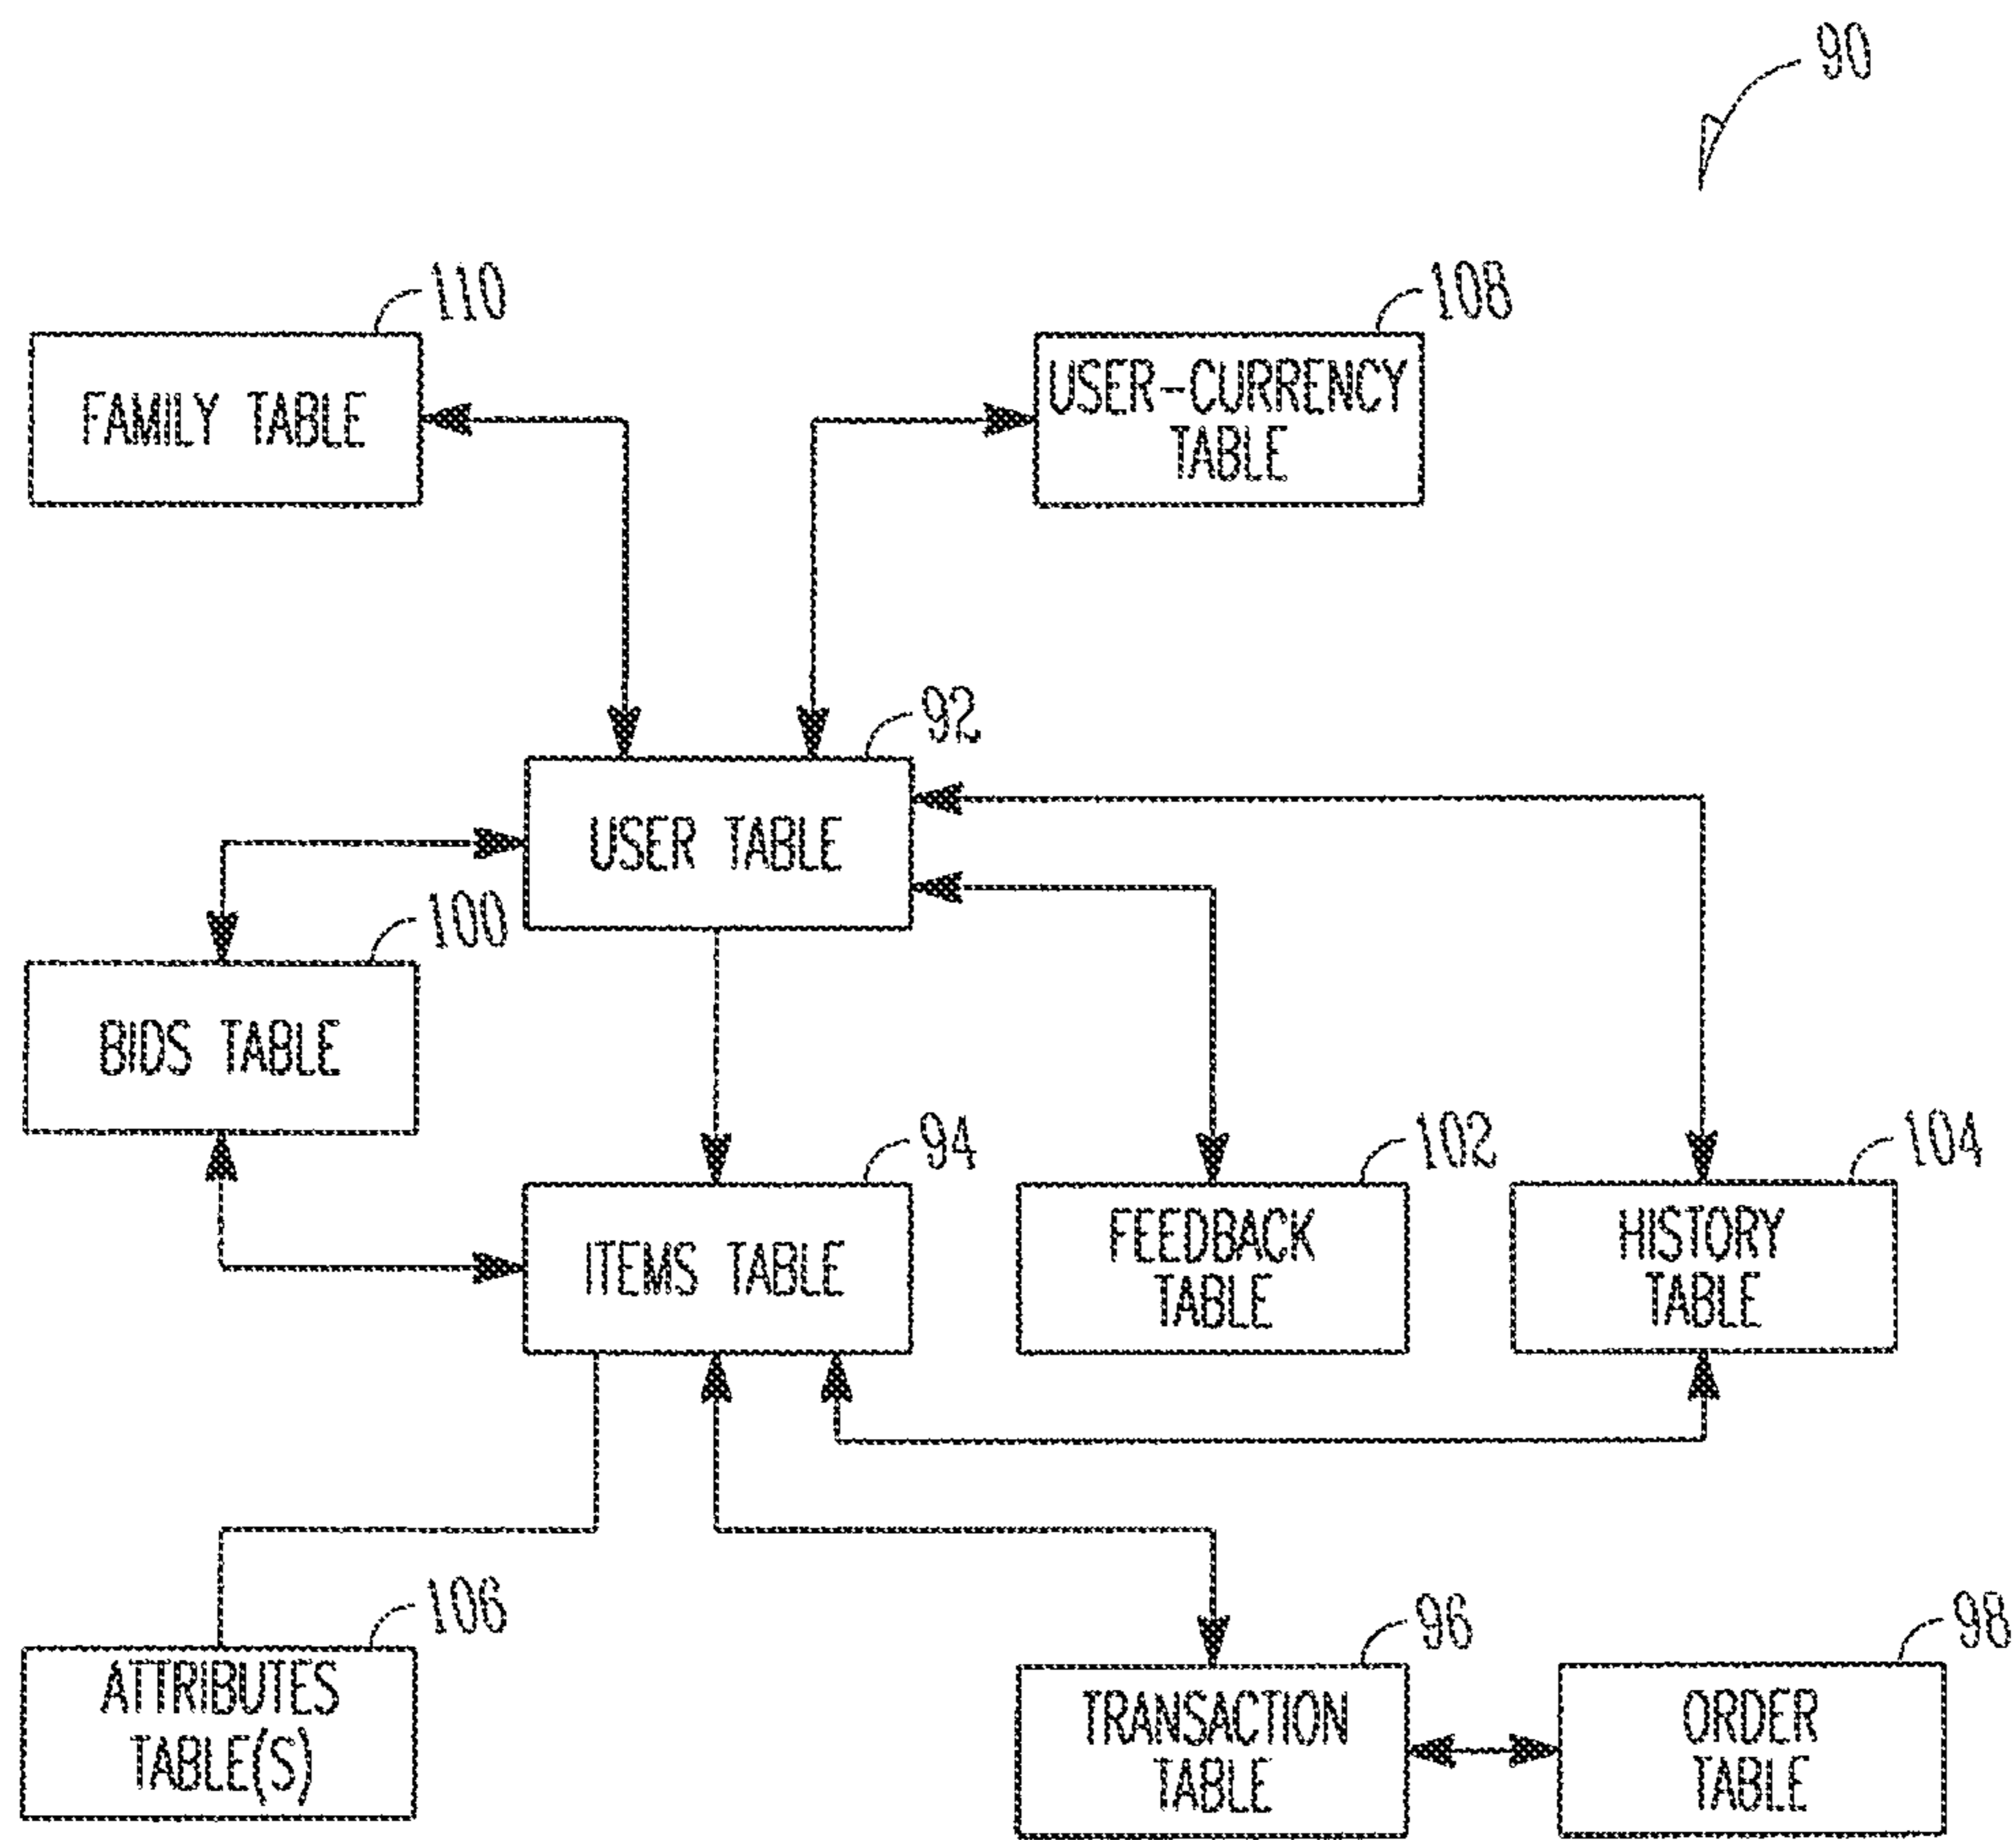 90
110
108
FAMILY TABLE
USER-CURRENCY
TABLE
92
USER TABLE
100
BIDS TABLE
94
102
104
ITEMS TABLE
FEEDBACK
TABLE
HISTORY
TABLE
106
96
98
ATTRIBUTES
TABLE(S)
TRANSACTION
TABLE
ORDER
TABLE